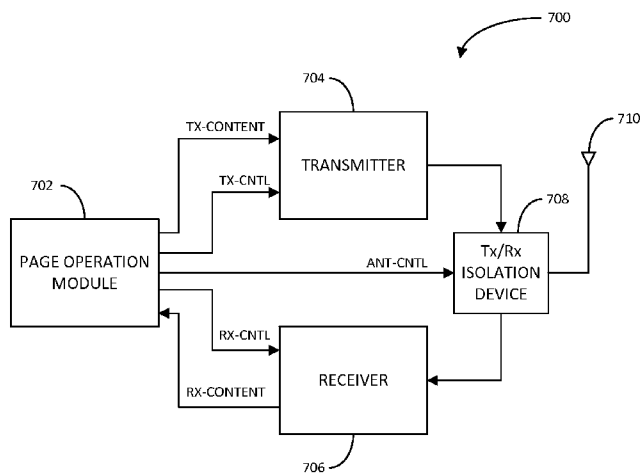 700
704
710
TX-CONTENT
TRANSMITTER
702
TX-CNTL
708
PAGE OPERATION
MODULE
ANT-CNTL
Tx/Rx
ISOLATION
DEVICE
RX-CNTL
RX-CONTENT
RECEIVER
706